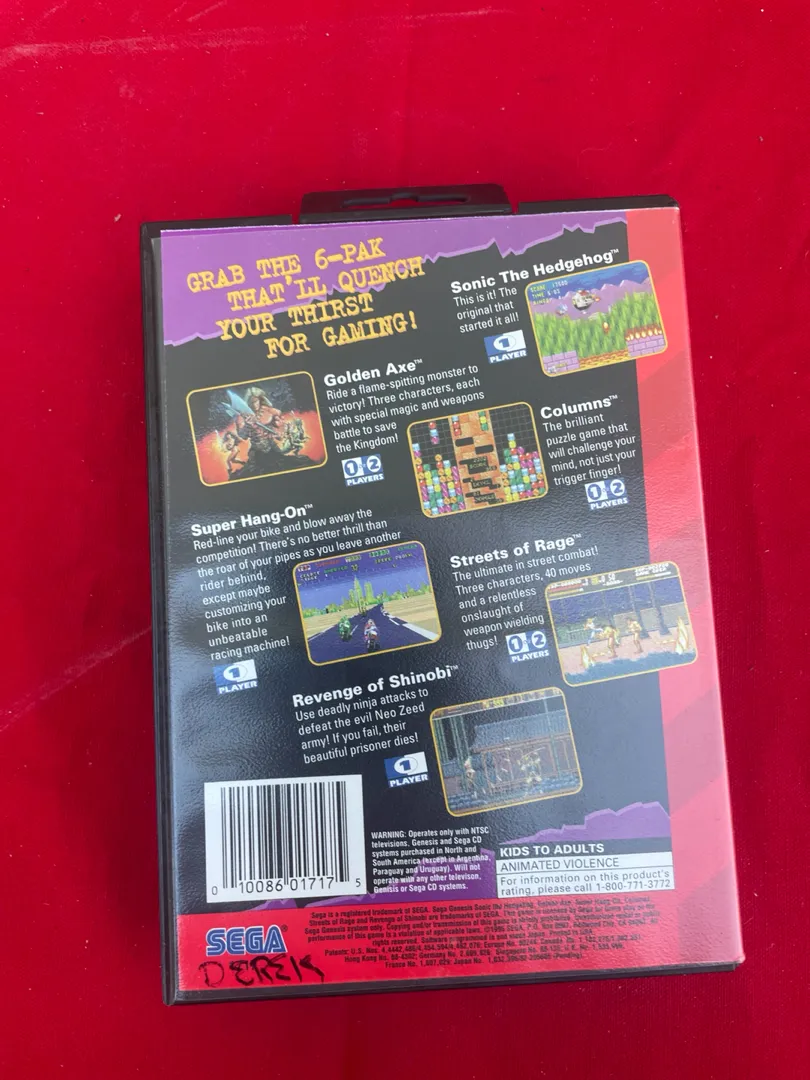 GRAB THE 6-PAK
THAT'LL QUENCH
YOUR THIRST
FOR GAMING!
Sonic The Hedgehog™
This is it! The
original that
started it all!
1
PLAYER
Golden Axe™
Ride a flame-spitting monster to
victory! Three characters, each
with special magic and weapons
battle to save
the Kingdom!
1 OR 2
PLAYERS
Columns™
The brilliant
puzzle game that
will challenge your
mind, not just your
trigger finger!
1 OR 2
PLAYERS
Super Hang-On™
Red-line your bike and blow away the
competition! There's no better thrill than
the roar of your pipes as you leave another
rider behind,
except maybe
customizing your
bike into an
unbeatable
racing machine!
1
PLAYER
Streets of Rage™
The ultimate in street combat!
Three characters, 40 moves
and a relentless
onslaught of
weapon wielding
thugs!
1 OR 2
PLAYERS
Revenge of Shinobi™
Use deadly ninja attacks to
defeat the evil Neo Zeed
army! If you fail, their
beautiful prisoner dies!
1
PLAYER
0 10086 01717 5
WARNING: Operates only with NTSC
televisions, Genesis and Sega CD
systems purchased in North and
South America (except in Argentina,
Paraguay and Uruguay). Will not
operate with any other televison,
Genesis or Sega CD systems.
KIDS TO ADULTS
ANIMATED VIOLENCE
For information on this product's
rating, please call 1-800-771-3772
SEGA®
DEREK